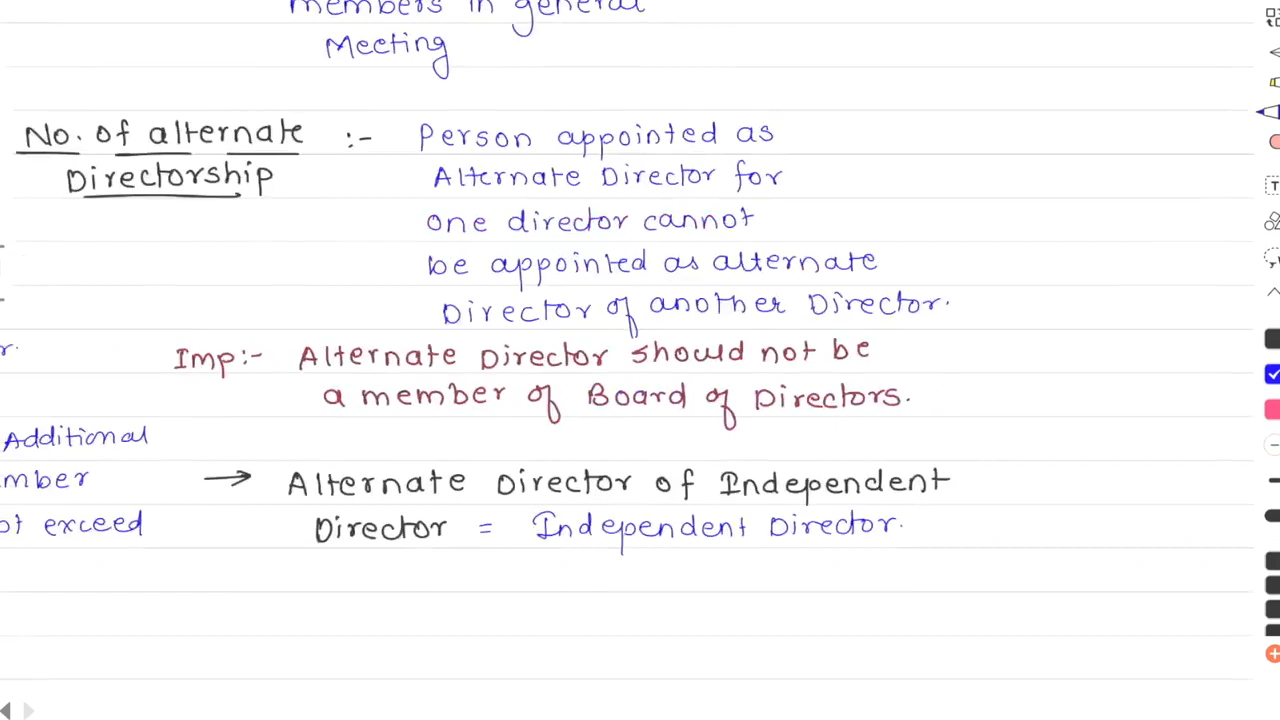 members in general
Meeting
No. of alternate :- Person appointed as
Directorship Alternate Director for
one director cannot
be appointed as alternate
Director of another Director.
r.
Imp:- Alternate Director should not be
a member of Board of Directors.
Additional
mber → Alternate Director of Independent
ot exceed Director = Independent Director.